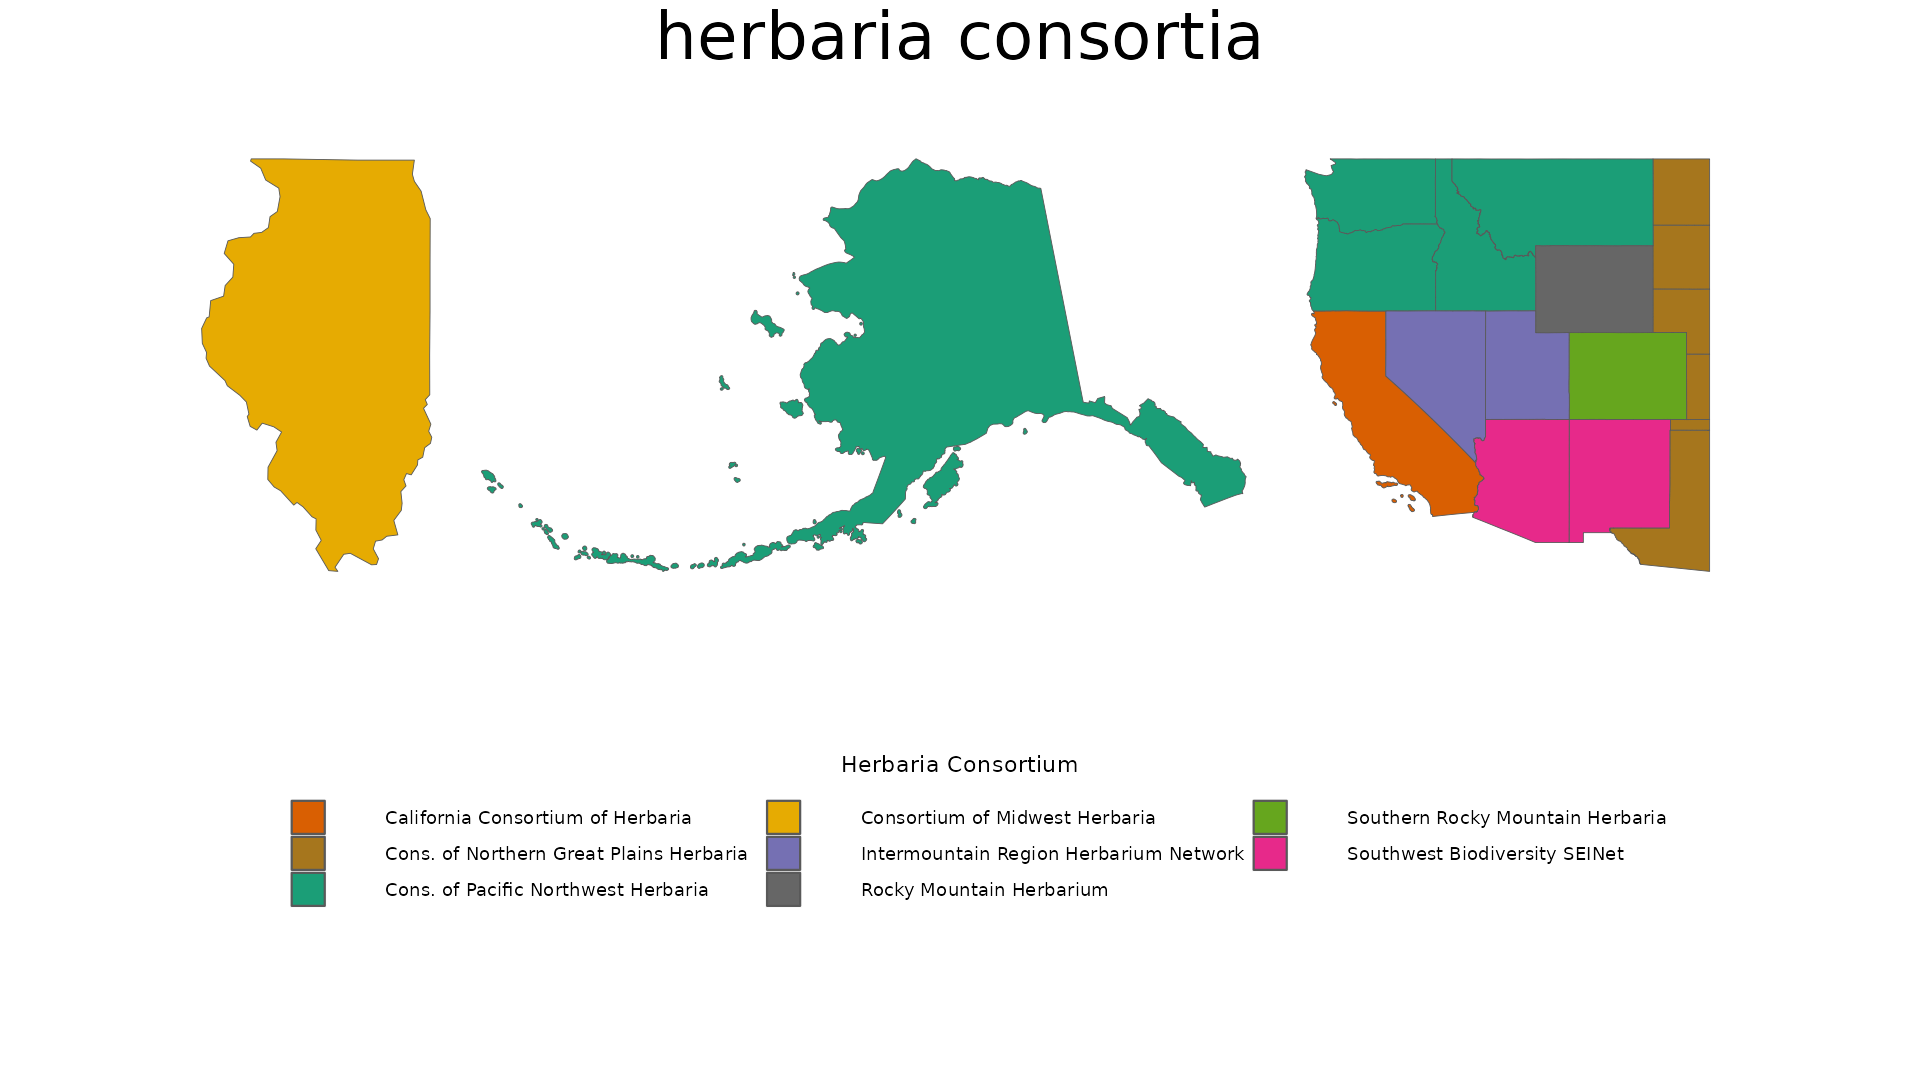 herbaria consortia
Herbaria Consortium
California Consortium of Herbaria
Cons. of Northern Great Plains Herbaria
Cons. of Pacific Northwest Herbaria
Consortium of Midwest Herbaria
Intermountain Region Herbarium Network
Rocky Mountain Herbarium
Southern Rocky Mountain Herbaria
Southwest Biodiversity SEINet